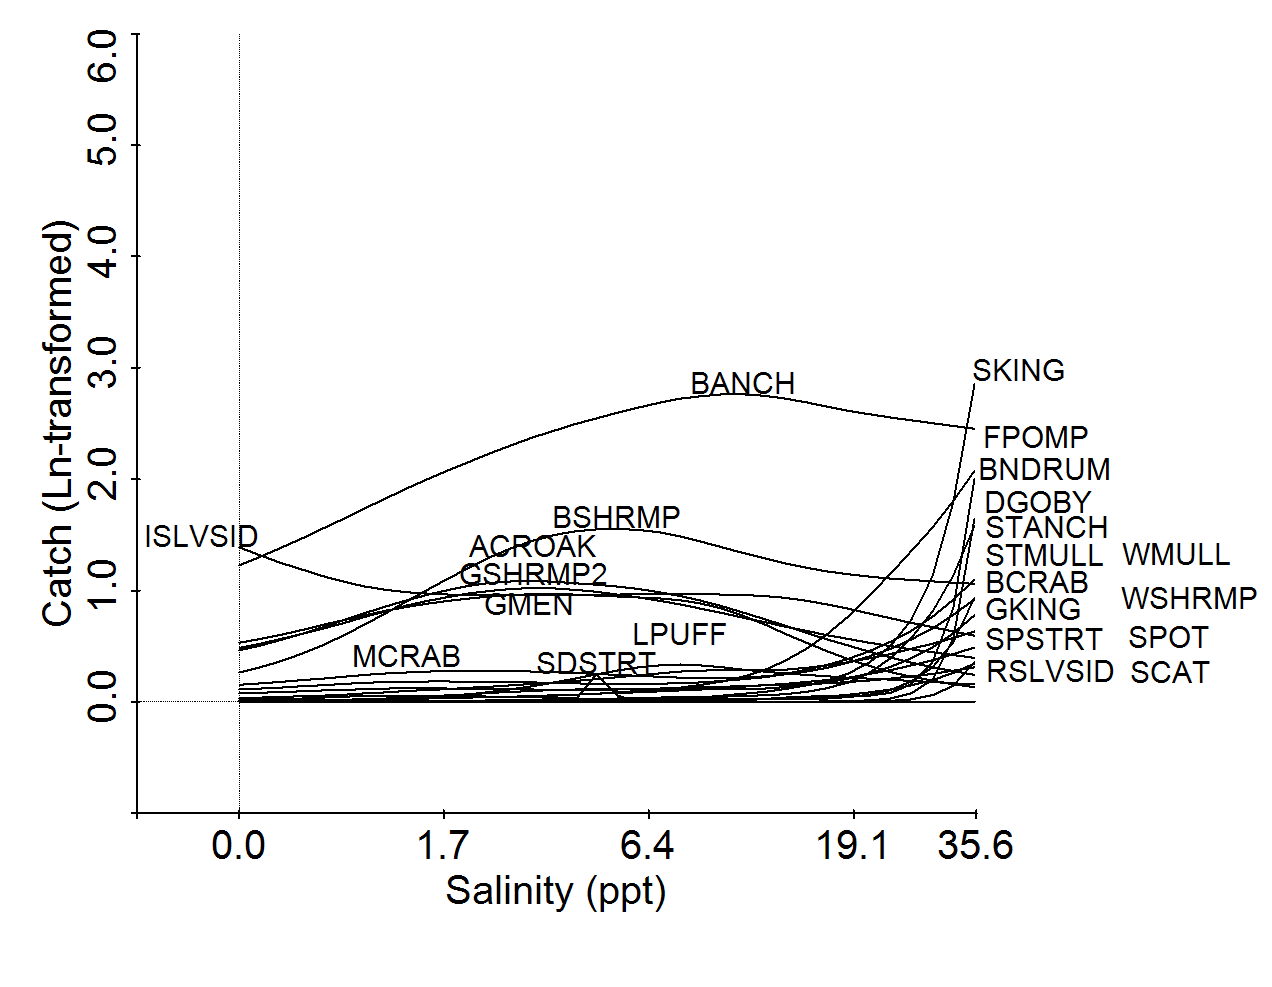 6.0
5.0
4.0
3.0
2.0
1.0
0.0
Catch (Ln-transformed)
BANCH
SKING
FPOMP
BNDRUM
DGOBY
ISLVSID
BSHRMP
STANCH
ACROAK
STMULL WMULL
GSHRMP2
BCRAB
GMEN
GKING WSHRMP
LPUFF
SPSTRT SPOT
MCRAB
SDSTRT
RSLVSID SCAT
0.0 1.7 6.4 19.1 35.6
Salinity (ppt)